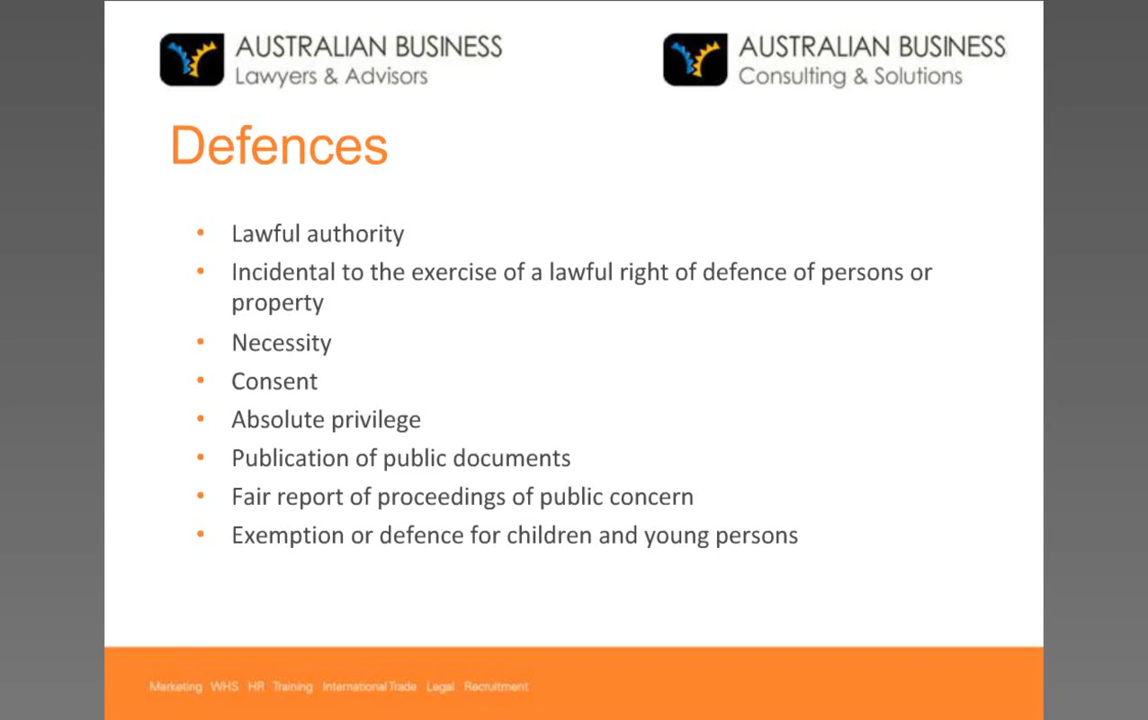 AUSTRALIAN BUSINESS
Lawyers & Advisors
AUSTRALIAN BUSINESS
Consulting & Solutions
Defences
• Lawful authority
• Incidental to the exercise of a lawful right of defence of persons or
property
• Necessity
• Consent
• Absolute privilege
• Publication of public documents
• Fair report of proceedings of public concern
• Exemption or defence for children and young persons
Marketing WHS HR Training International Trade Legal Recruitment